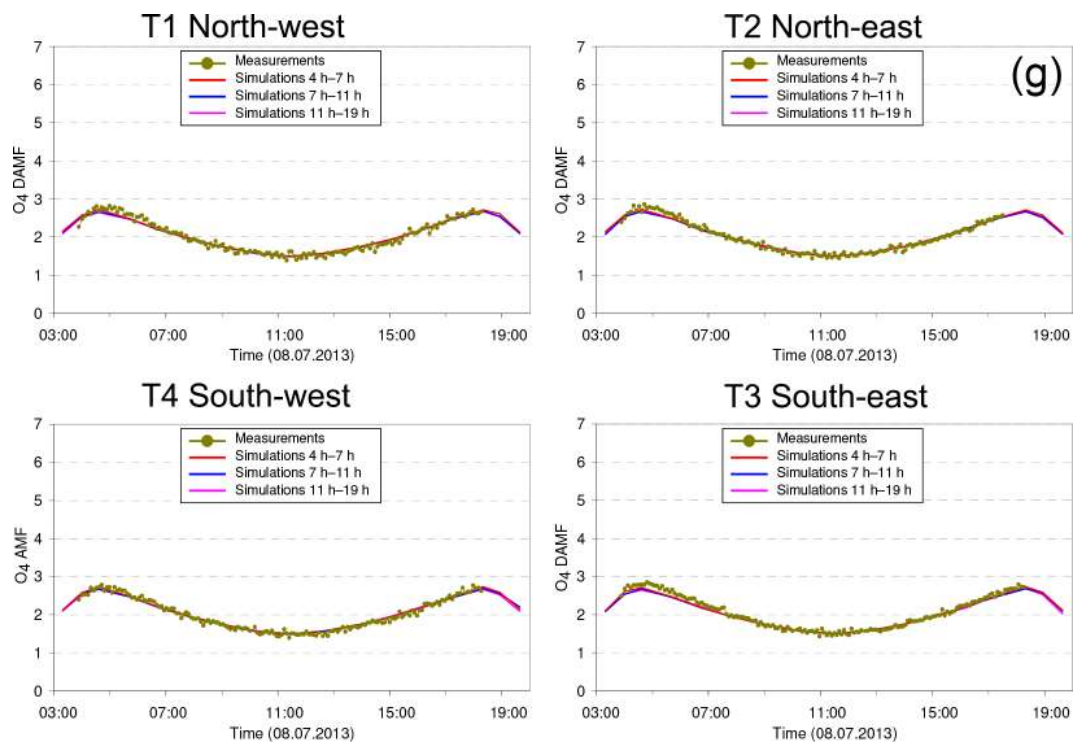 T1 North-west
7
6
5
4
3
2
1
0
O4 DAMF
Measurements
Simulations 4 h–7 h
Simulations 7 h–11 h
Simulations 11 h–19 h
03:00 07:00 11:00 15:00 19:00
Time (08.07.2013)
T2 North-east
(g)
7
6
5
4
3
2
1
0
O4 DAMF
Measurements
Simulations 4 h–7 h
Simulations 7 h–11 h
Simulations 11 h–19 h
03:00 07:00 11:00 15:00 19:00
Time (08.07.2013)
T4 South-west
7
6
5
4
3
2
1
0
O4 AMF
Measurements
Simulations 4 h–7 h
Simulations 7 h–11 h
Simulations 11 h–19 h
03:00 07:00 11:00 15:00 19:00
Time (08.07.2013)
T3 South-east
7
6
5
4
3
2
1
0
O4 DAMF
Measurements
Simulations 4 h–7 h
Simulations 7 h–11 h
Simulations 11 h–19 h
03:00 07:00 11:00 15:00 19:00
Time (08.07.2013)